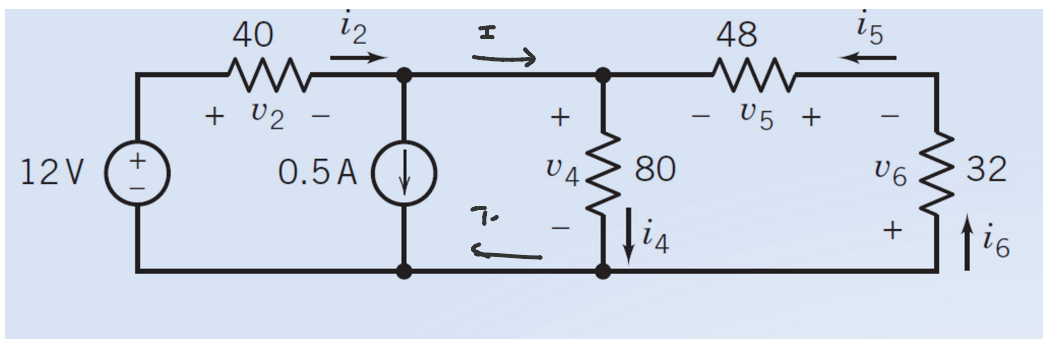 40 i2 I 48 i5
+ v2 − + − v5 + −
12 V + − 0.5 A v4 80 v6 32
− i4 + i6